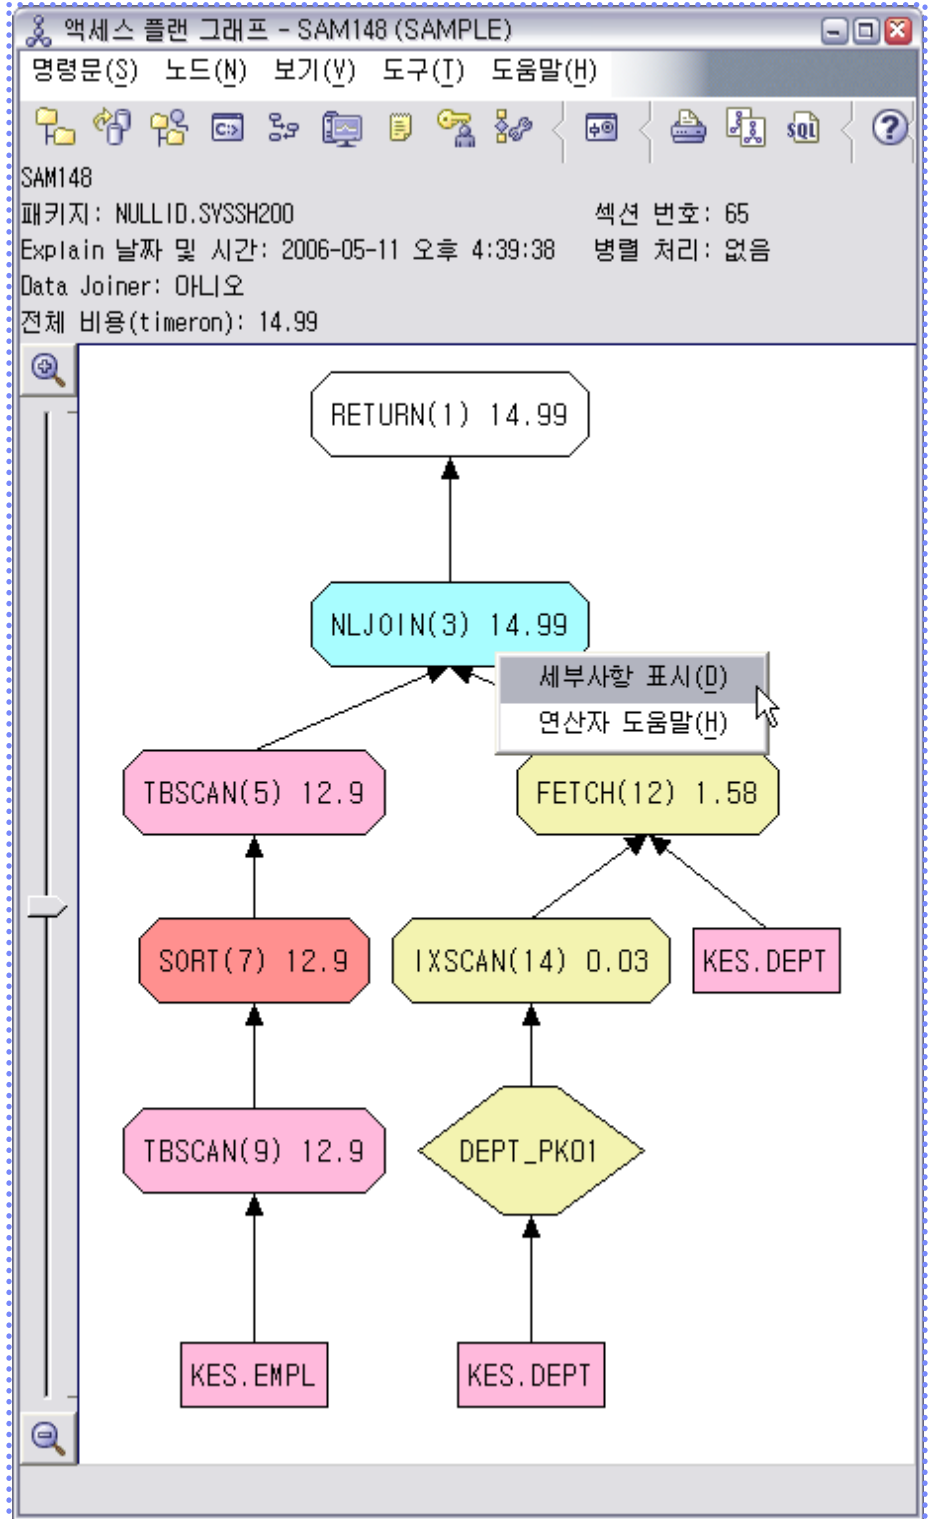 액세스 플랜 그래프 - SAM148 (SAMPLE)
명령문(S) 노드(N) 보기(V) 도구(T) 도움말(H)
SQL
SAM148
패키지: NULLID.SYSSH200 섹션 번호: 65
Explain 날짜 및 시간: 2006-05-11 오후 4:39:38 병렬 처리: 없음
Data Joiner: 아니오
전체 비용(timeron): 14.99
RETURN(1) 14.99
NLJOIN(3) 14.99
세부사항 표시(D)
연산자 도움말(H)
TBSCAN(5) 12.9 FETCH(12) 1.58
SORT(7) 12.9 IXSCAN(14) 0.03 KES.DEPT
TBSCAN(9) 12.9 DEPT_PK01
KES.EMPL KES.DEPT